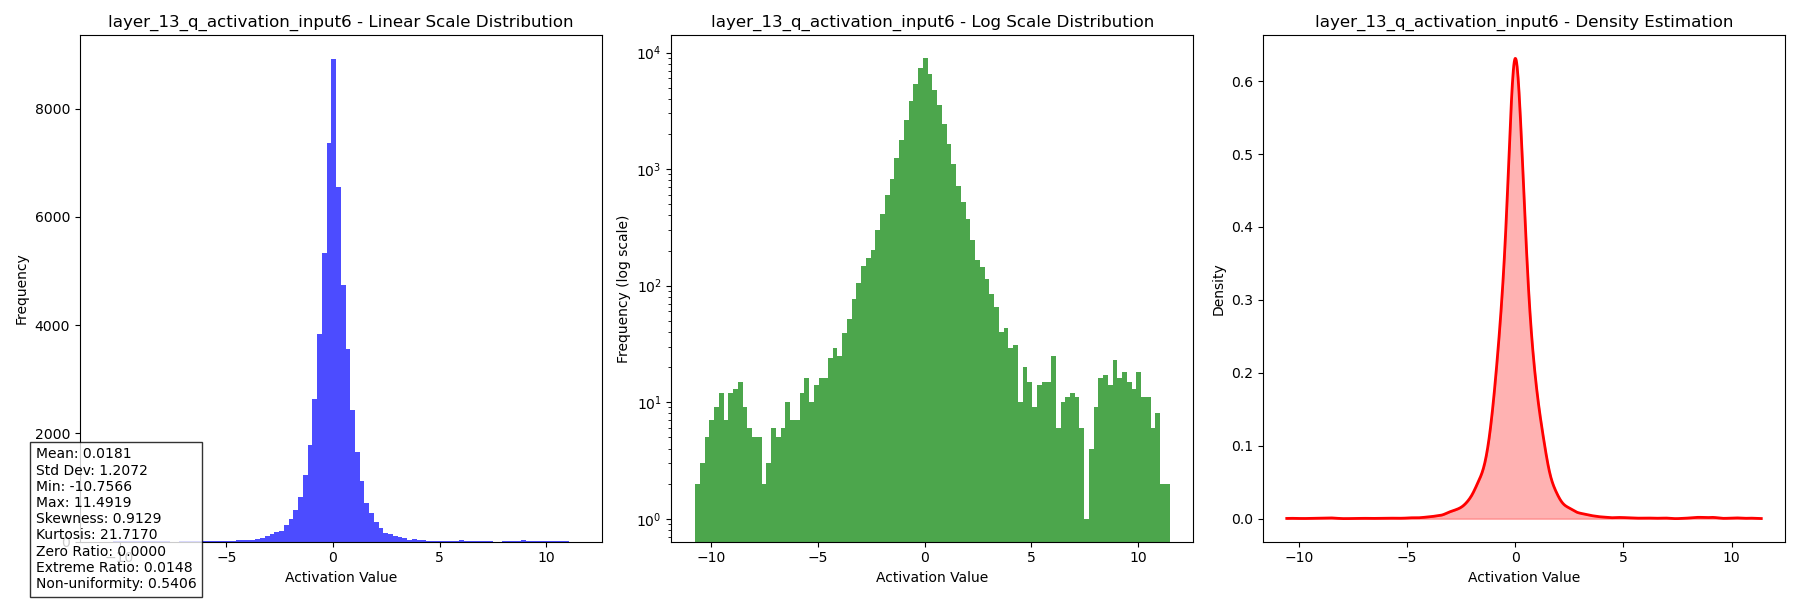 layer_13_q_activation_input6 - Linear Scale Distribution
8000
6000
4000
2000
Frequency
−5
0
5
10
Activation Value
Mean: 0.0181
Std Dev: 1.2072
Min: -10.7566
Max: 11.4919
Skewness: 0.9129
Kurtosis: 21.7170
Zero Ratio: 0.0000
Extreme Ratio: 0.0148
Non-uniformity: 0.5406
layer_13_q_activation_input6 - Log Scale Distribution
10⁴
10³
10²
10¹
10⁰
Frequency (log scale)
−10
−5
0
5
10
Activation Value
layer_13_q_activation_input6 - Density Estimation
0.6
0.5
0.4
0.3
0.2
0.1
0.0
Density
−10
−5
0
5
10
Activation Value